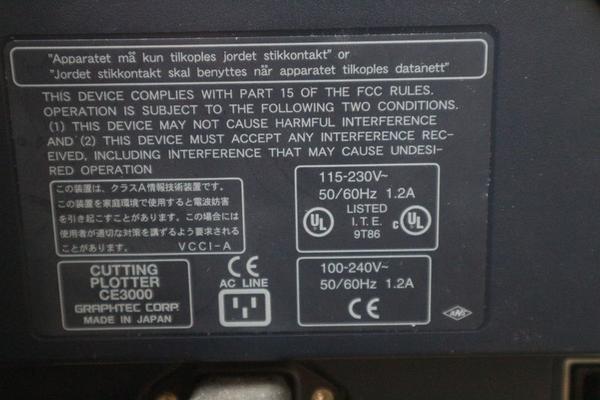 "Apparatet må kun tilkoples jordet stikkontakt" or
"Jordet stikkontakt skal benyttes når apparatet tilkoples datanett"
THIS DEVICE COMPLIES WITH PART 15 OF THE FCC RULES.
OPERATION IS SUBJECT TO THE FOLLOWING TWO CONDITIONS.
(1) THIS DEVICE MAY NOT CAUSE HARMFUL INTERFERENCE
AND (2) THIS DEVICE MUST ACCEPT ANY INTERFERENCE REC-
EIVED, INCLUDING INTERFERENCE THAT MAY CAUSE UNDESI-
RED OPERATION
この装置は、クラスA情報技術装置です。
この装置を家庭環境で使用すると電波妨害
を引き起こすことがあります。この場合には
使用者が適切な対策を講ずるよう要求される
ことがあります。 VCCI-A
115-230V~
50/60Hz 1.2A
UL LISTED c UL
I.T.E.
9T86
CUTTING
PLOTTER
CE3000
GRAPHTEC CORP.
MADE IN JAPAN
CE
AC LINE
100-240V~
50/60Hz 1.2A
CE